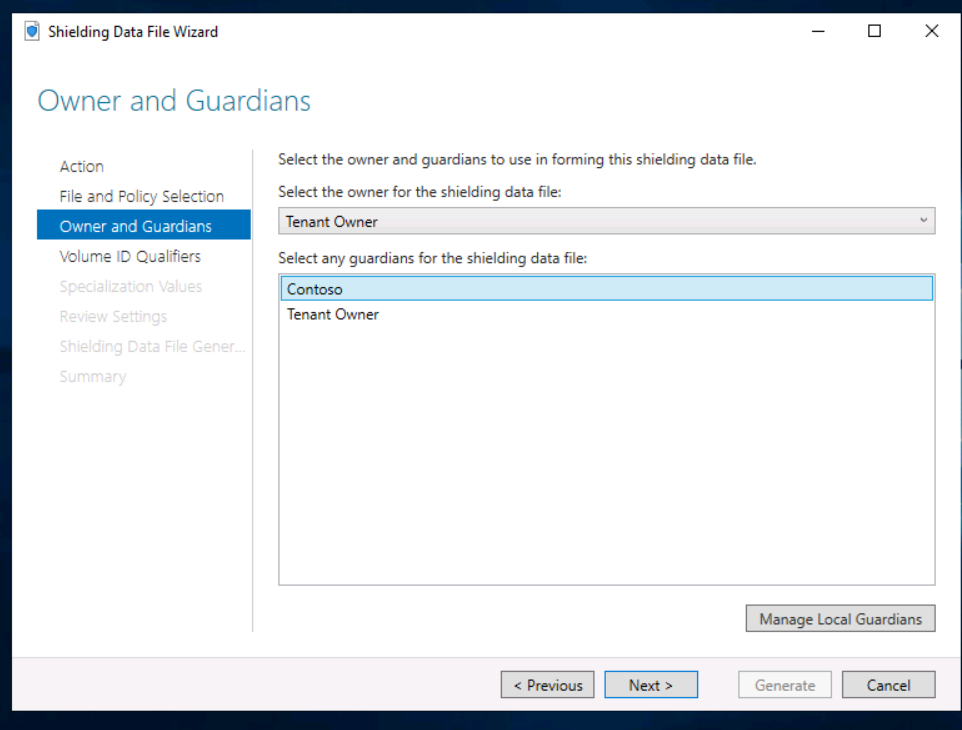 Shielding Data File Wizard
Owner and Guardians
Action
File and Policy Selection
Owner and Guardians
Volume ID Qualifiers
Specialization Values
Review Settings
Shielding Data File Gener...
Summary
Select the owner and guardians to use in forming this shielding data file.
Select the owner for the shielding data file:
Tenant Owner
Select any guardians for the shielding data file:
Contoso
Tenant Owner
Manage Local Guardians
< Previous
Next >
Generate
Cancel